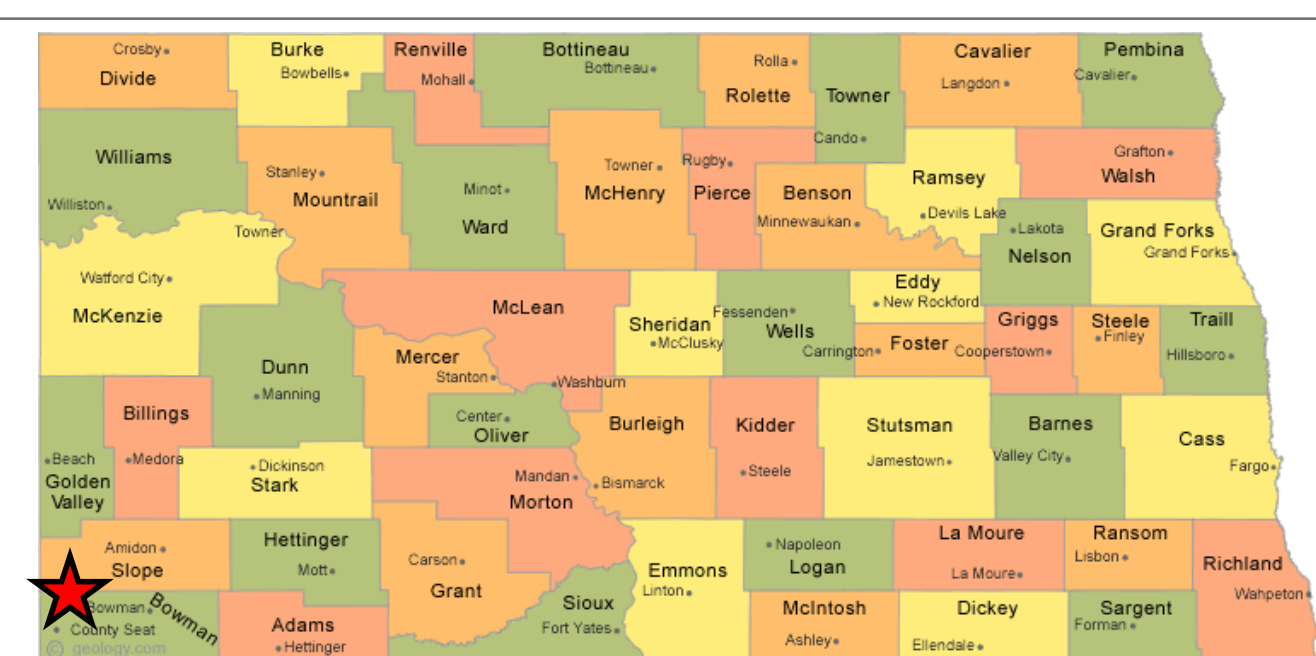 Crosby
Divide
Burke
Bowbells
Renville
Mohall
Bottineau
Bottineau
Rolla
Rolette
Towner
Cando
Cavalier
Langdon
Pembina
Cavalier
Williams
Williston
Stanley
Mountrail
Towner
Minot
Ward
Towner
McHenry
Rugby
Pierce
Benson
Minnewaukan
Ramsey
Devils Lake
Grafton
Walsh
Lakota
Nelson
Grand Forks
Grand Forks
Watford City
McKenzie
McLean
Washburn
Sheridan
McClusky
Fessenden
Wells
Eddy
New Rockford
Carrington
Foster
Griggs
Cooperstown
Steele
Finley
Traill
Hillsboro
Dunn
Manning
Mercer
Stanton
Center
Oliver
Billings
Medora
Beach
Golden
Valley
Dickinson
Stark
Mandan
Morton
Burleigh
Bismarck
Kidder
Steele
Stutsman
Jamestown
Barnes
Valley City
Cass
Fargo
Amidon
Slope
Hettinger
Mott
Carson
Grant
Emmons
Linton
Napoleon
Logan
La Moure
La Moure
Ransom
Lisbon
Richland
Wahpeton
Bowman
Bowman
County Seat
© geology.com
Adams
Hettinger
Sioux
Fort Yates
McIntosh
Ashley
Dickey
Ellendale
Sargent
Forman